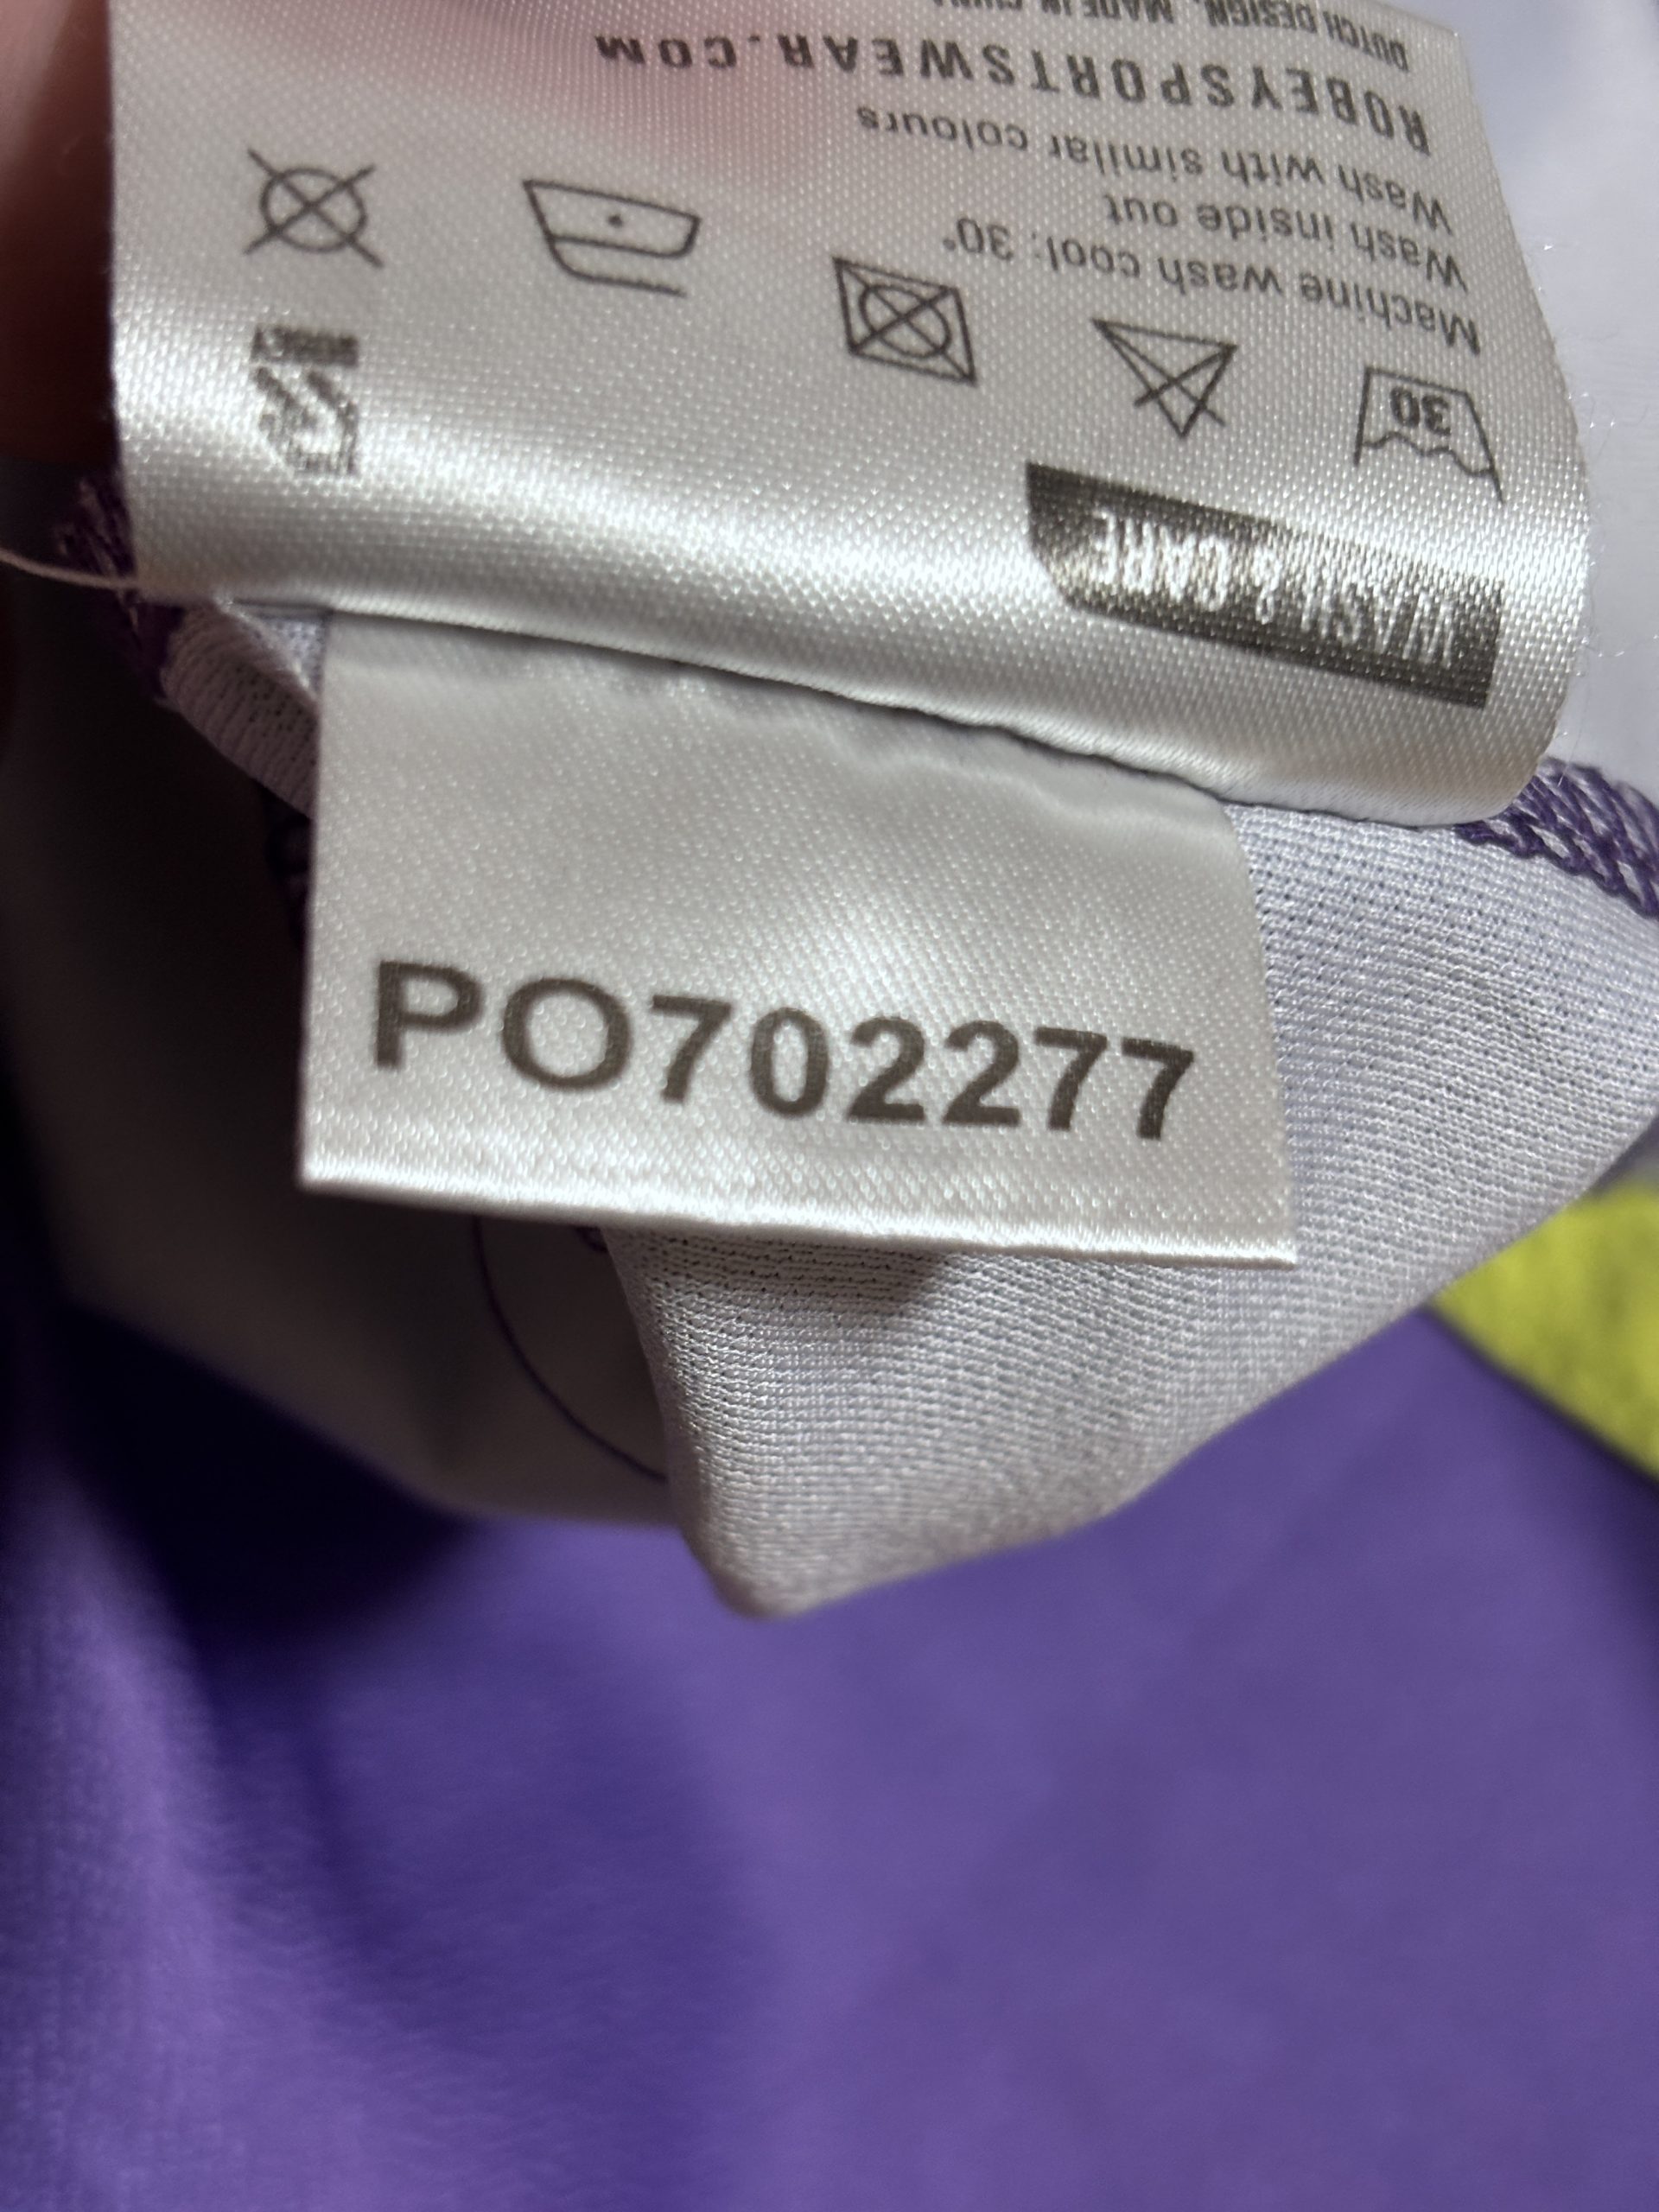 WASH & CARE
30
Machine wash cool: 30°
Wash inside out
Wash with similar colours
ROBEYSPORTSWEAR.COM
DUTCH DESIGN. MADE IN CHINA
PO702277